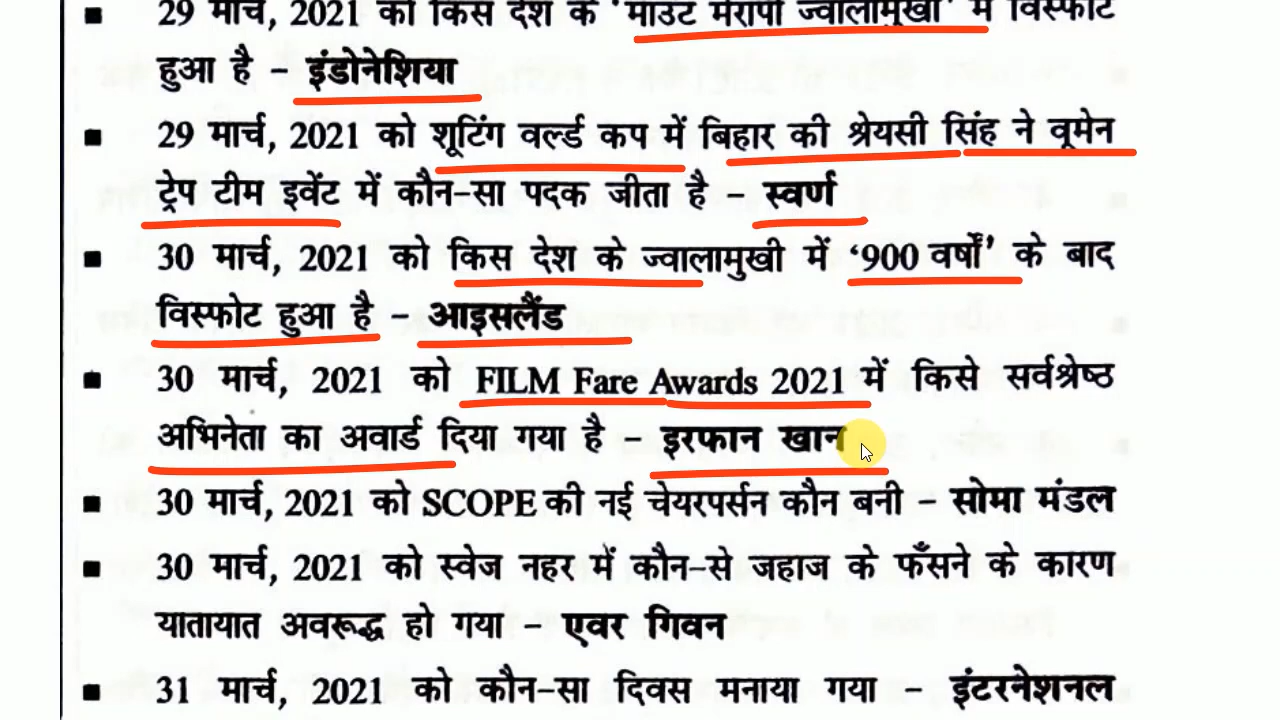 ■ 29 मार्च, 2021 को किस देश के 'माउंट मेरापी ज्वालामुखी' में विस्फोट
हुआ है – इंडोनेशिया
■ 29 मार्च, 2021 को शूटिंग वर्ल्ड कप में बिहार की श्रेयसी सिंह ने वूमेन
ट्रेप टीम इवेंट में कौन-सा पदक जीता है – स्वर्ण
■ 30 मार्च, 2021 को किस देश के ज्वालामुखी में '900 वर्षों' के बाद
विस्फोट हुआ है – आइसलैंड
■ 30 मार्च, 2021 को FILM Fare Awards 2021 में किसे सर्वश्रेष्ठ
अभिनेता का अवार्ड दिया गया है – इरफान खान
■ 30 मार्च, 2021 को SCOPE की नई चेयरपर्सन कौन बनी – सोमा मंडल
■ 30 मार्च, 2021 को स्वेज नहर में कौन-से जहाज के फँसने के कारण
यातायात अवरूद्ध हो गया – एवर गिवन
■ 31 मार्च, 2021 को कौन-सा दिवस मनाया गया – इंटरनेशनल